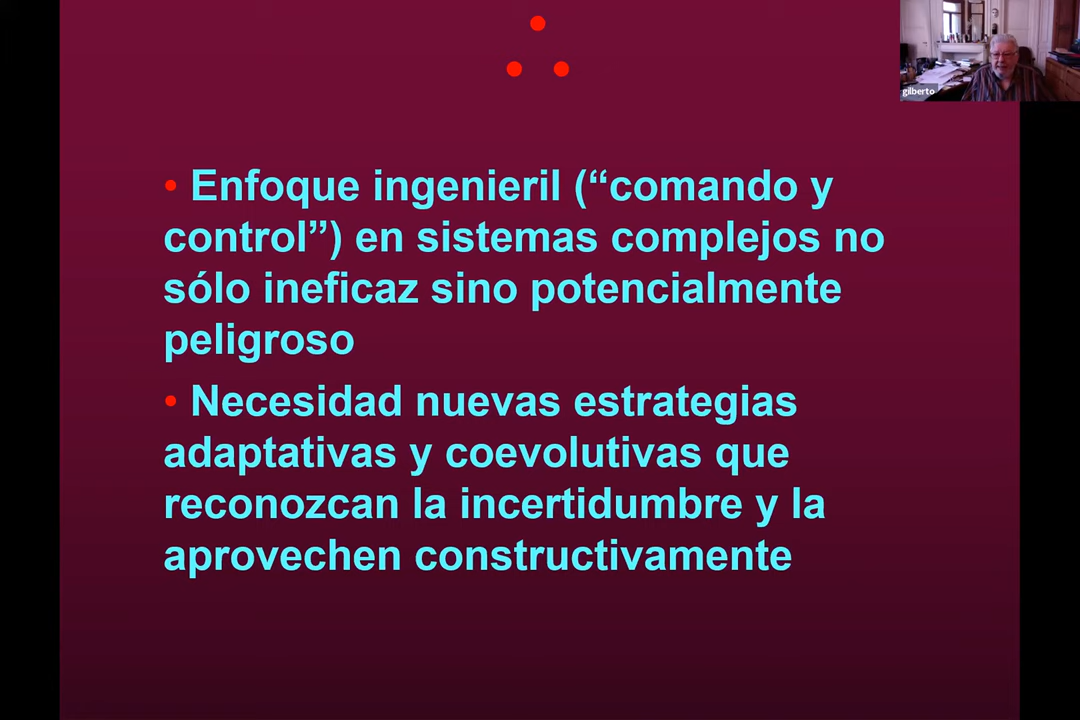 gilberto
• Enfoque ingenieril (“comando y
control”) en sistemas complejos no
sólo ineficaz sino potencialmente
peligroso
• Necesidad nuevas estrategias
adaptativas y coevolutivas que
reconozcan la incertidumbre y la
aprovechen constructivamente